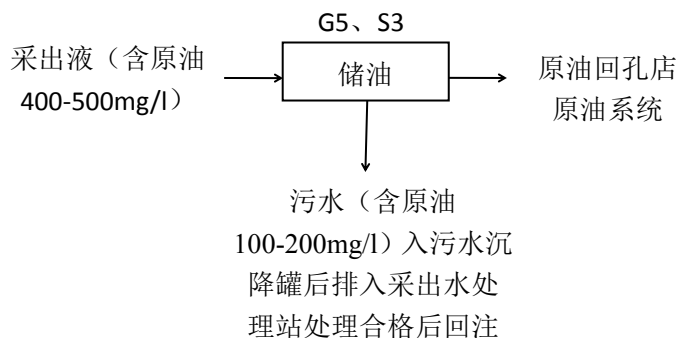 G5、S3
采出液（含原油
400-500mg/l）
储油
原油回孔店
原油系统
污水（含原油
100-200mg/l）入污水沉
降罐后排入采出水处
理站处理合格后回注